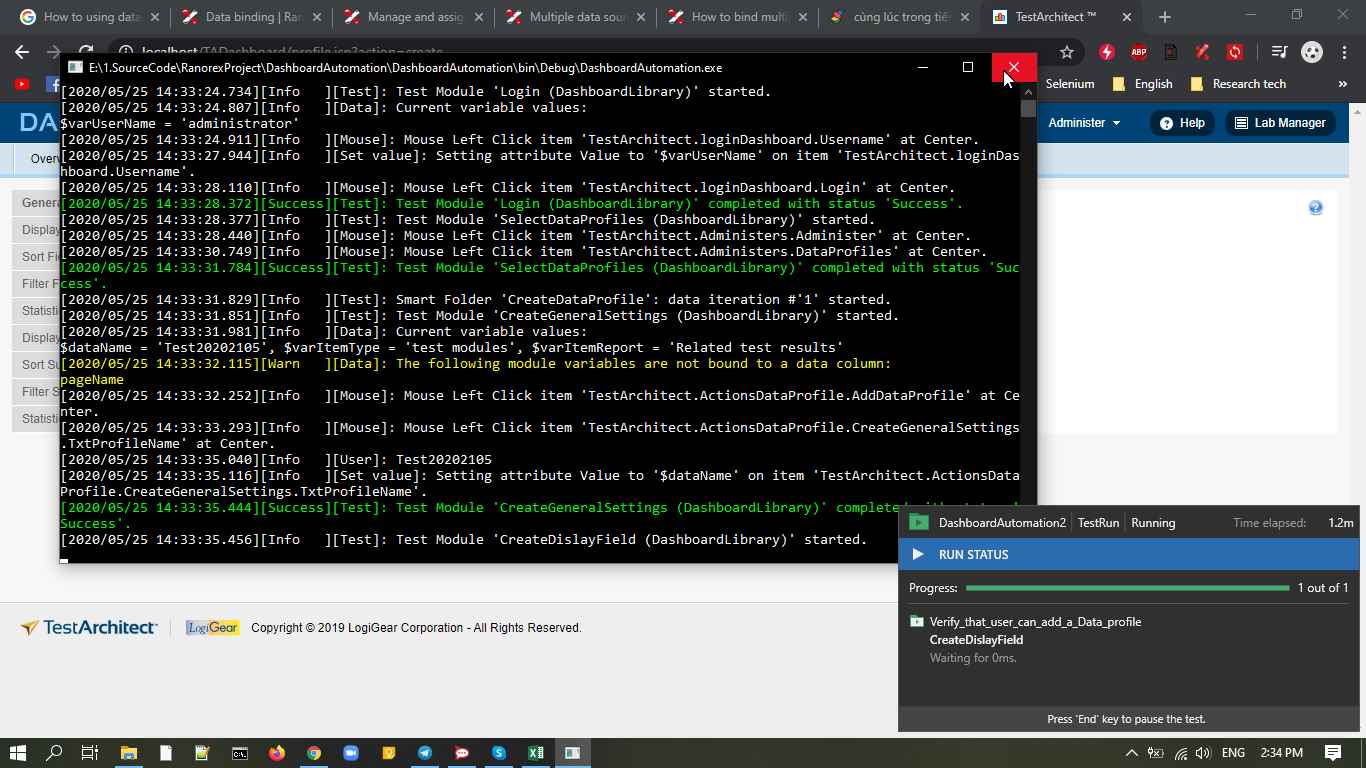 How to using data
Data binding | Ran
Manage and assig
Multiple data sour
How to bind multi
cùng lúc trong tiế
TestArchitect ™
localhost/TADashboard/profile.jsp?action=create
ABP
Selenium
English
Research tech
»
E:\1.SourceCode\RanorexProject\DashboardAutomation\DashboardAutomation\bin\Debug\DashboardAutomation.exe
DA
Administer
Help
Lab Manager
Overv
Genera
Display
Sort Fi
Filter F
Statisti
Display
Sort Su
Filter S
Statisti
[2020/05/25 14:33:24.734][Info   ][Test]: Test Module 'Login (DashboardLibrary)' started.
[2020/05/25 14:33:24.807][Info   ][Data]: Current variable values:
$varUserName = 'administrator'
[2020/05/25 14:33:24.911][Info   ][Mouse]: Mouse Left Click item 'TestArchitect.loginDashboard.Username' at Center.
[2020/05/25 14:33:27.944][Info   ][Set value]: Setting attribute Value to '$varUserName' on item 'TestArchitect.loginDas
hboard.Username'.
[2020/05/25 14:33:28.110][Info   ][Mouse]: Mouse Left Click item 'TestArchitect.loginDashboard.Login' at Center.
[2020/05/25 14:33:28.372][Success][Test]: Test Module 'Login (DashboardLibrary)' completed with status 'Success'.
[2020/05/25 14:33:28.377][Info   ][Test]: Test Module 'SelectDataProfiles (DashboardLibrary)' started.
[2020/05/25 14:33:28.440][Info   ][Mouse]: Mouse Left Click item 'TestArchitect.Administers.Administer' at Center.
[2020/05/25 14:33:30.749][Info   ][Mouse]: Mouse Left Click item 'TestArchitect.Administers.DataProfiles' at Center.
[2020/05/25 14:33:31.784][Success][Test]: Test Module 'SelectDataProfiles (DashboardLibrary)' completed with status 'Suc
cess'.
[2020/05/25 14:33:31.829][Info   ][Test]: Smart Folder 'CreateDataProfile': data iteration #'1' started.
[2020/05/25 14:33:31.851][Info   ][Test]: Test Module 'CreateGeneralSettings (DashboardLibrary)' started.
[2020/05/25 14:33:31.981][Info   ][Data]: Current variable values:
$dataName = 'Test20202105', $varItemType = 'test modules', $varItemReport = 'Related test results'
[2020/05/25 14:33:32.115][Warn   ][Data]: The following module variables are not bound to a data column:
pageName
[2020/05/25 14:33:32.252][Info   ][Mouse]: Mouse Left Click item 'TestArchitect.ActionsDataProfile.AddDataProfile' at Ce
nter.
[2020/05/25 14:33:33.293][Info   ][Mouse]: Mouse Left Click item 'TestArchitect.ActionsDataProfile.CreateGeneralSettings
.TxtProfileName' at Center.
[2020/05/25 14:33:35.040][Info   ][User]: Test20202105
[2020/05/25 14:33:35.116][Info   ][Set value]: Setting attribute Value to '$dataName' on item 'TestArchitect.ActionsData
Profile.CreateGeneralSettings.TxtProfileName'.
[2020/05/25 14:33:35.444][Success][Test]: Test Module 'CreateGeneralSettings (DashboardLibrary)' complet
Success'.
[2020/05/25 14:33:35.456][Info   ][Test]: Test Module 'CreateDislayField (DashboardLibrary)' started.
DashboardAutomation2 TestRun Running Time elapsed: 1.2m
RUN STATUS
Progress: 1 out of 1
Verify_that_user_can_add_a_Data_profile
CreateDislayField
Waiting for 0ms.
Press 'End' key to pause the test.
TestArchitect LogiGear Copyright © 2019 LogiGear Corporation - All Rights Reserved.
ENG 2:34 PM